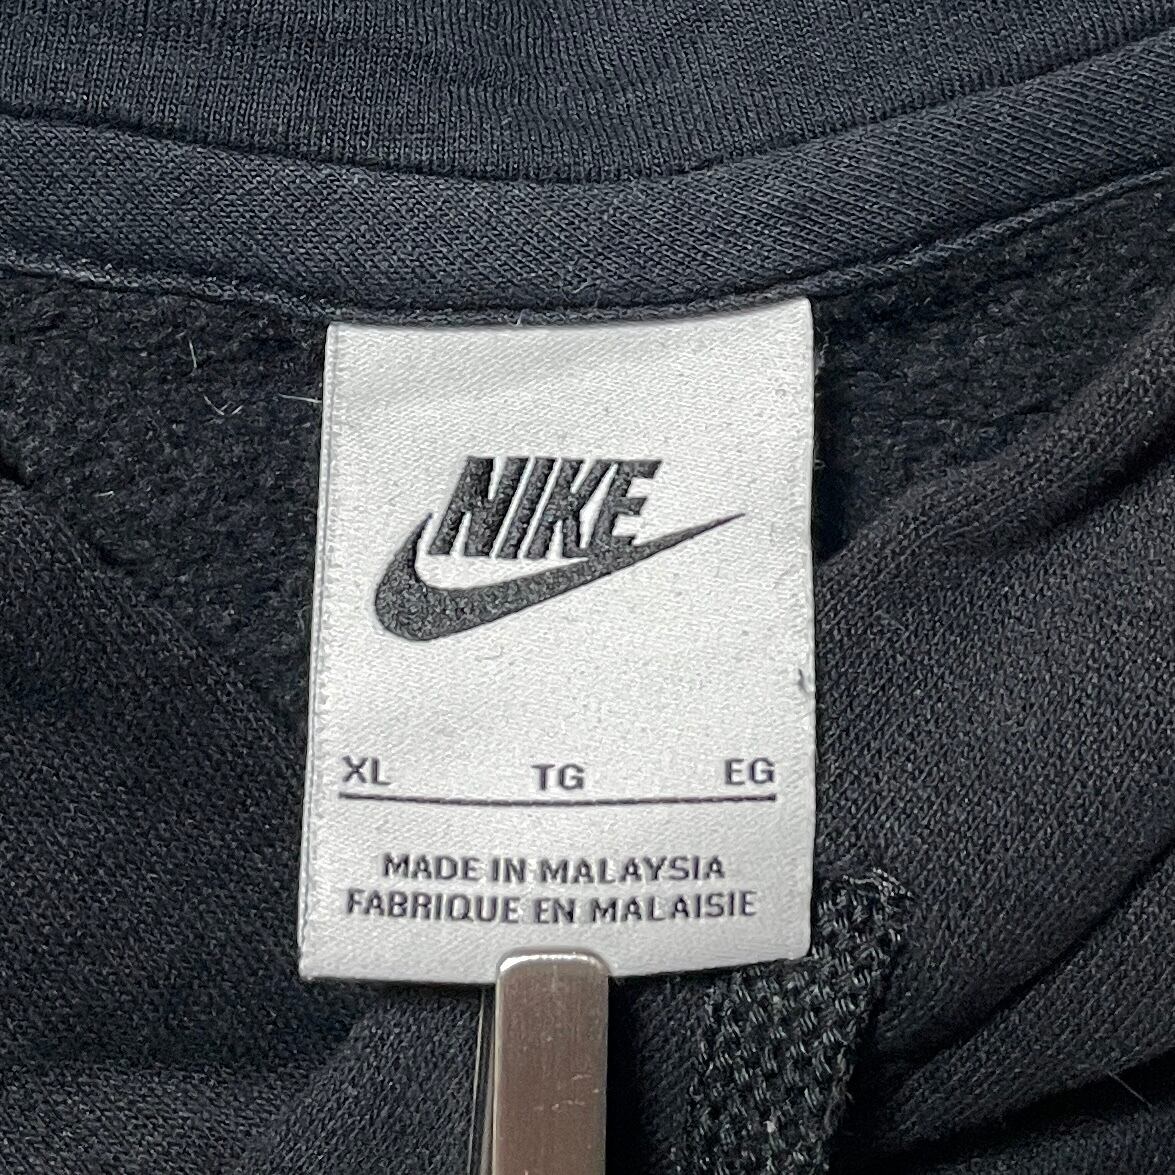 NIKE
XL TG EG
MADE IN MALAYSIA
FABRIQUE EN MALAISIE